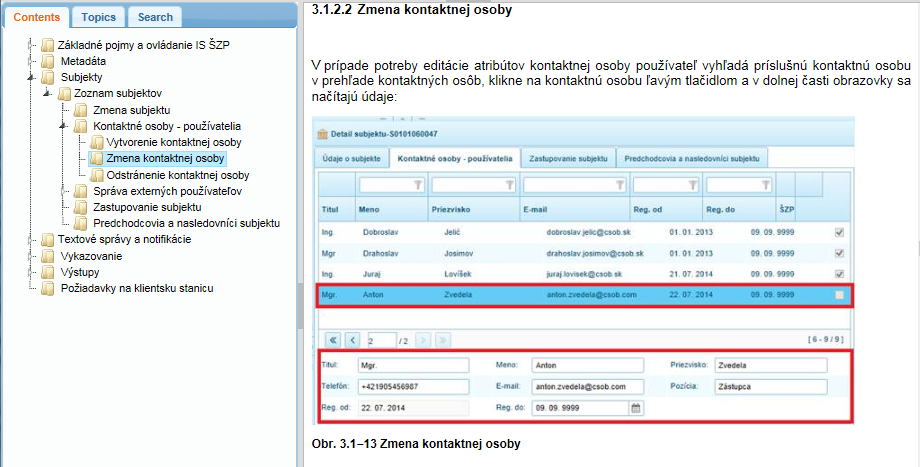 Contents Topics Search
Základné pojmy a ovládanie IS ŠZP
Metadáta
Subjekty
Zoznam subjektov
Zmena subjektu
Kontaktné osoby - používatelia
Vytvorenie kontaktnej osoby
Zmena kontaktnej osoby
Odstránenie kontaktnej osoby
Správa externých používateľov
Zastupovanie subjektu
Predchodcovia a nasledovníci subjektu
Textové správy a notifikácie
Vykazovanie
Výstupy
Požiadavky na klientsku stanicu
3.1.2.2 Zmena kontaktnej osoby
V prípade potreby editácie atribútov kontaktnej osoby používateľ vyhľadá príslušnú kontaktnú osobu
v prehľade kontaktných osôb, klikne na kontaktnú osobu ľavým tlačidlom a v dolnej časti obrazovky sa
načítajú údaje:
Detail subjektu-S0101060047
Údaje o subjekte Kontaktné osoby - používatelia Zastupovanie subjektu Predchodcovia a nasledovníci subjektu
Titul Meno Priezvisko E-mail Reg. od Reg. do ŠZP
Ing. Dobroslav Jelić dobroslav.jelic@csob.sk 01. 01. 2013 09. 09. 9999
Mgr Drahoslav Josimov drahoslav.josimov@csob.sk 01. 01. 2013 09. 09. 9999
Ing. Juraj Lovíšek juraj.lovisek@csob.sk 21. 07. 2014 09. 09. 9999
Mgr. Anton Zvedela anton.zvedela@csob.com 22. 07. 2014 09. 09. 9999
2 / 2 [ 6 - 9 / 9 ]
Titul: Mgr. Meno: Anton Priezvisko: Zvedela
Telefón: +421905456987 E-mail: anton.zvedela@csob.com Pozícia: Zástupca
Reg. od: 22. 07. 2014 Reg. do: 09. 09. 9999
Obr. 3.1–13 Zmena kontaktnej osoby